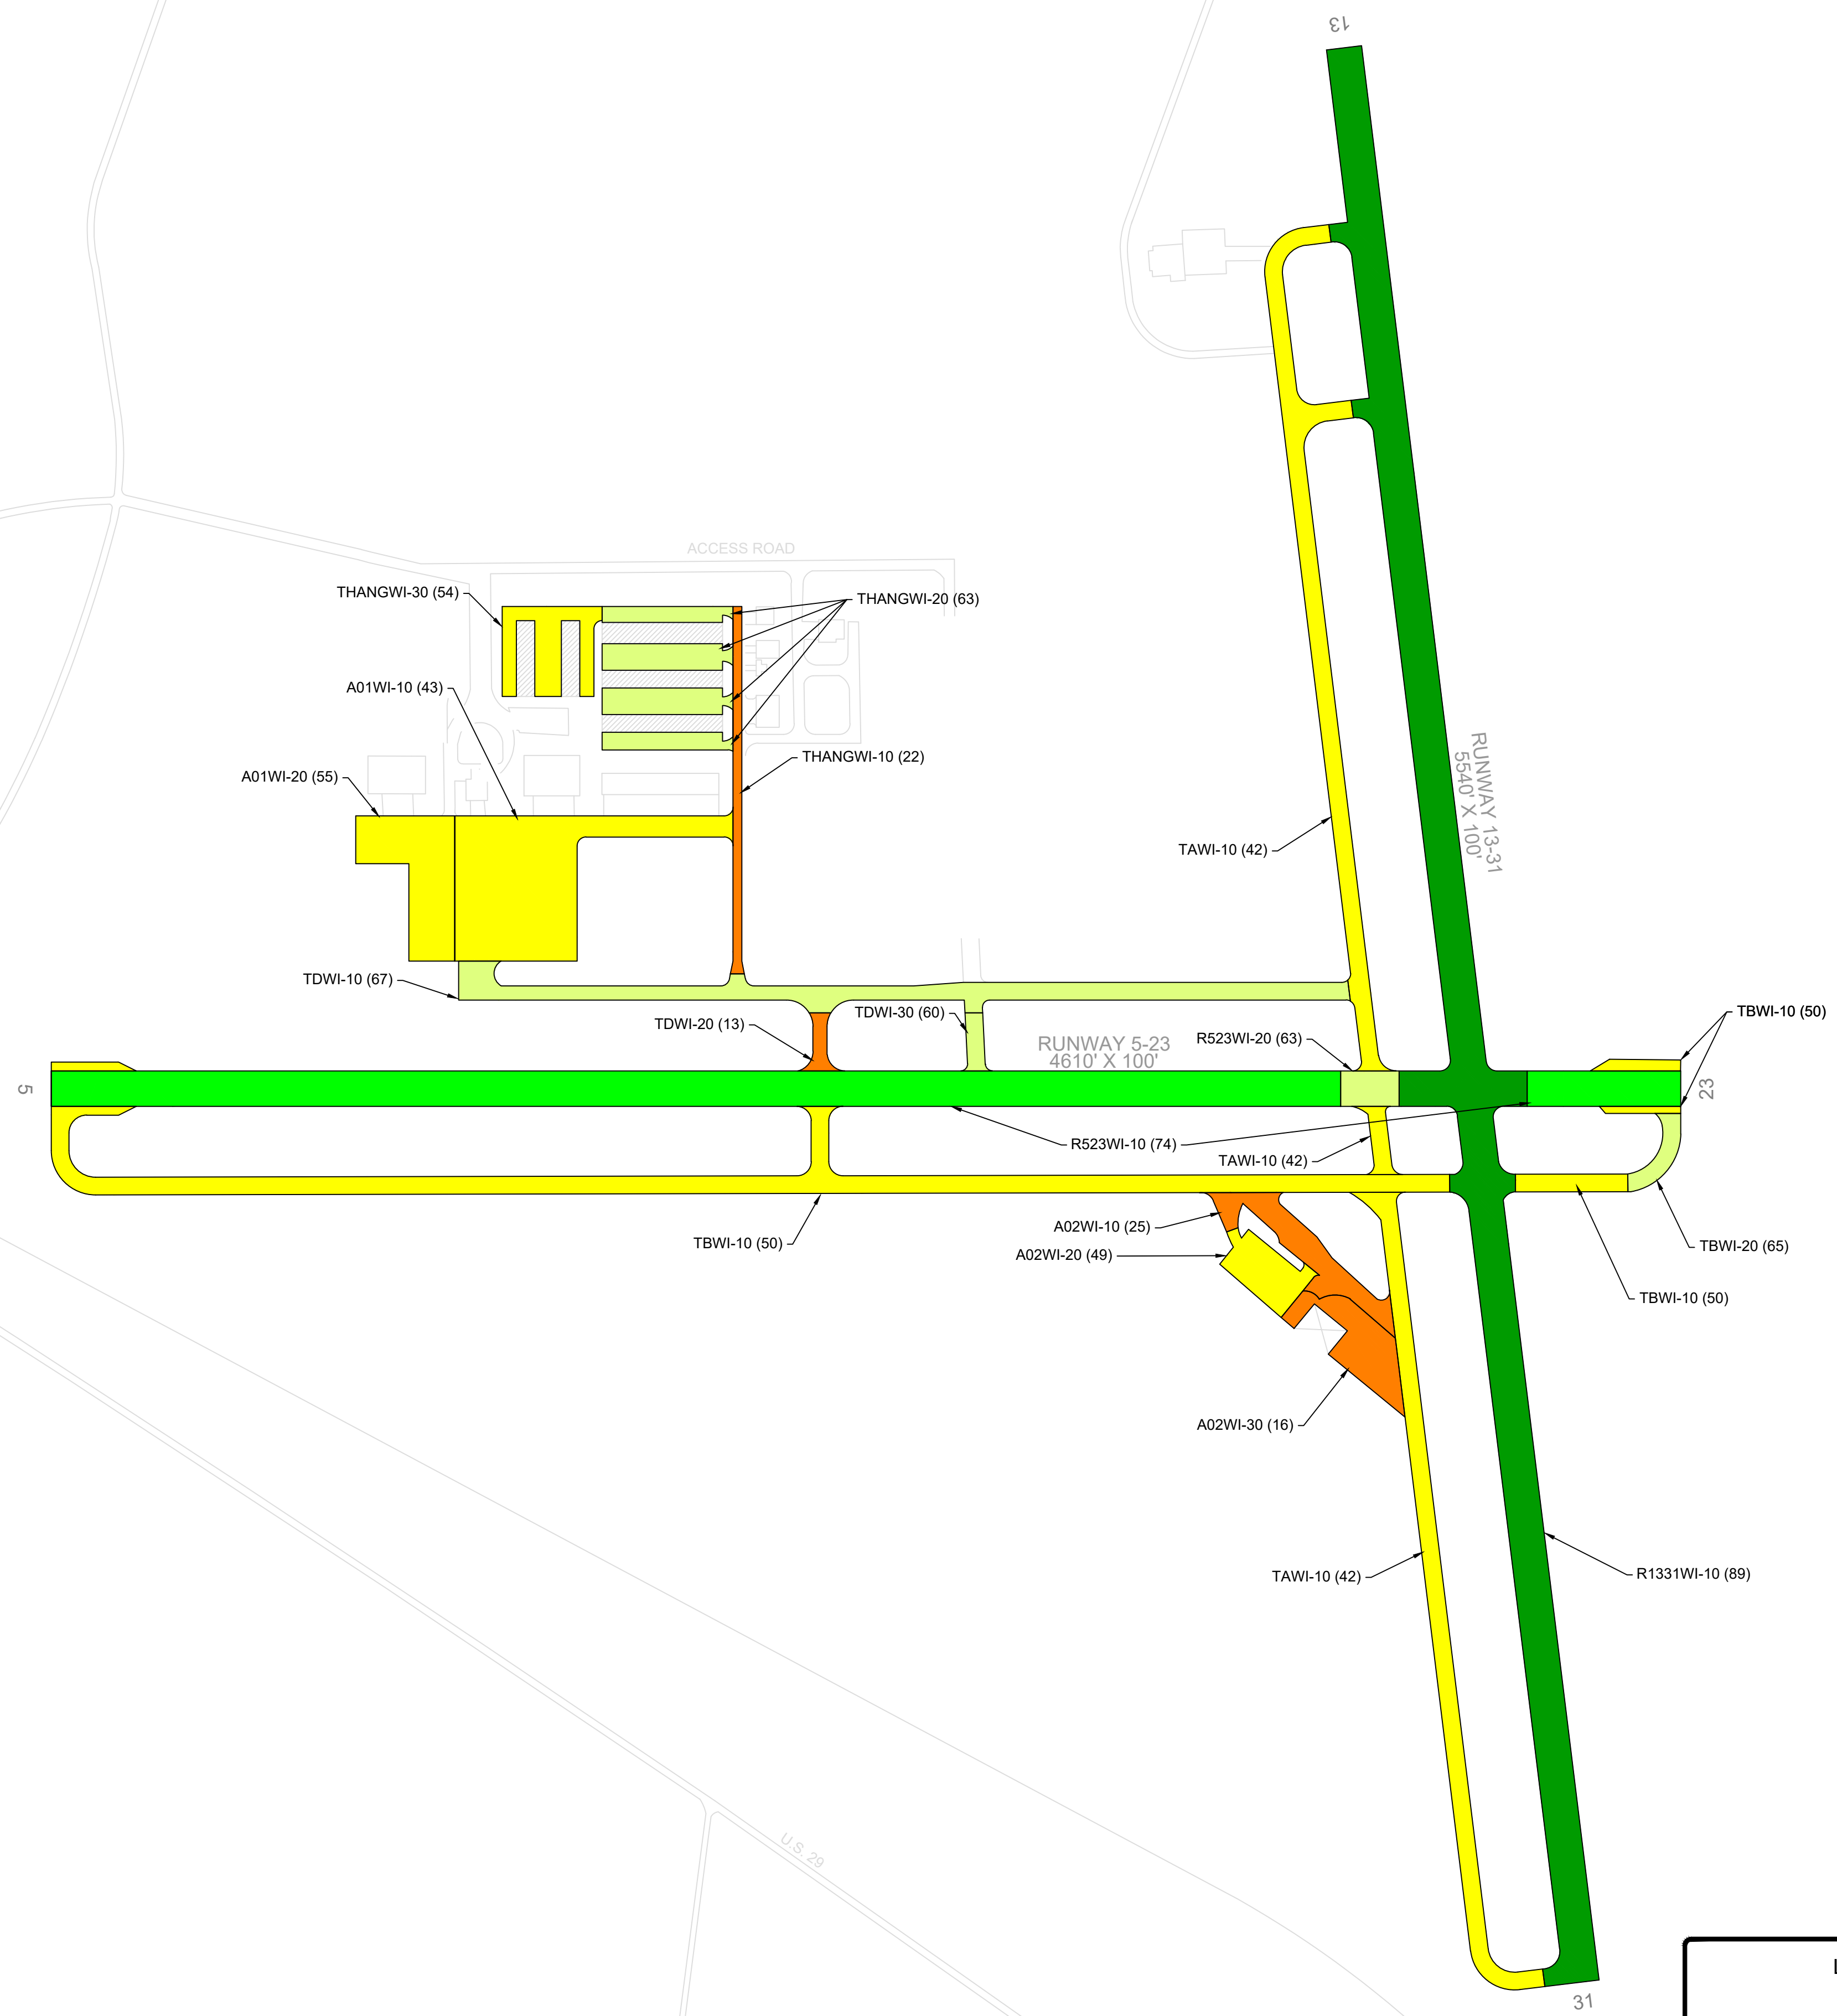 13
ACCESS ROAD
THANGWI-30 (54)
THANGWI-20 (63)
A01WI-10 (43)
THANGWI-10 (22)
A01WI-20 (55)
RUNWAY 13-31
5540' X 100'
TAWI-10 (42)
TDWI-10 (67)
TDWI-20 (13)
TDWI-30 (60)
TBWI-10 (50)
RUNWAY 5-23
4610' X 100'
R523WI-20 (63)
5
23
R523WI-10 (74)
TAWI-10 (42)
A02WI-10 (25)
TBWI-10 (50)
A02WI-20 (49)
TBWI-20 (65)
TBWI-10 (50)
A02WI-30 (16)
TAWI-10 (42)
R1331WI-10 (89)
U.S. 29
31